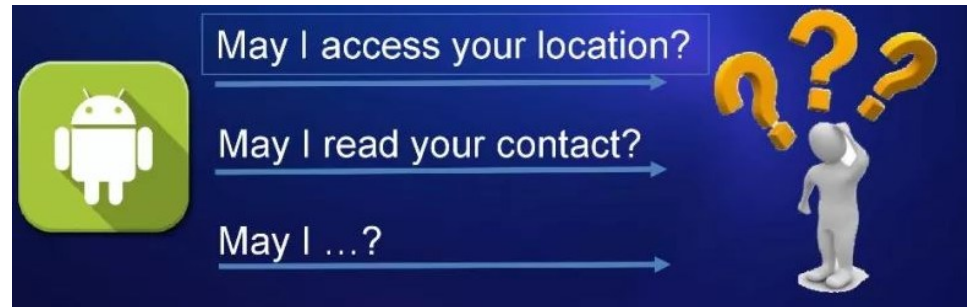 May I access your location?
May I read your contact?
May I ...?